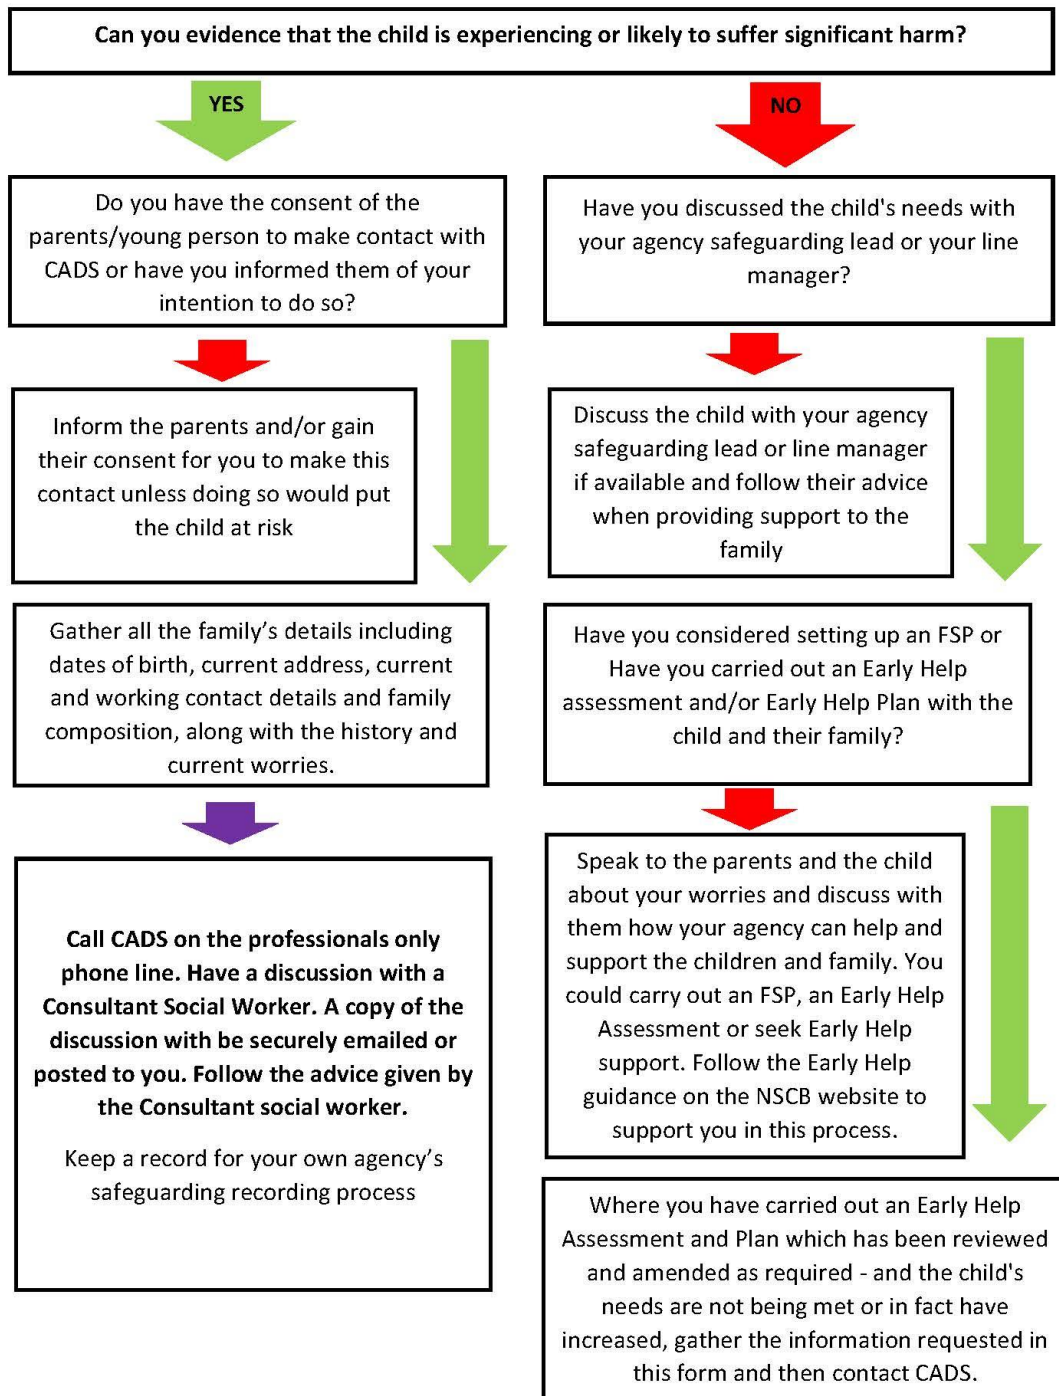 Can you evidence that the child is experiencing or likely to suffer significant harm?
YES
NO
Do you have the consent of the
parents/young person to make contact with
CADS or have you informed them of your
intention to do so?
Have you discussed the child's needs with
your agency safeguarding lead or your line
manager?
Inform the parents and/or gain
their consent for you to make this
contact unless doing so would put
the child at risk
Discuss the child with your agency
safeguarding lead or line manager
if available and follow their advice
when providing support to the
family
Gather all the family’s details including
dates of birth, current address, current
and working contact details and family
composition, along with the history and
current worries.
Have you considered setting up an FSP or
Have you carried out an Early Help
assessment and/or Early Help Plan with the
child and their family?
Call CADS on the professionals only
phone line. Have a discussion with a
Consultant Social Worker. A copy of the
discussion with be securely emailed or
posted to you. Follow the advice given by
the Consultant social worker.
Keep a record for your own agency’s
safeguarding recording process
Speak to the parents and the child
about your worries and discuss with
them how your agency can help and
support the children and family. You
could carry out an FSP, an Early Help
Assessment or seek Early Help
support. Follow the Early Help
guidance on the NSCB website to
support you in this process.
Where you have carried out an Early Help
Assessment and Plan which has been reviewed
and amended as required - and the child's
needs are not being met or in fact have
increased, gather the information requested in
this form and then contact CADS.